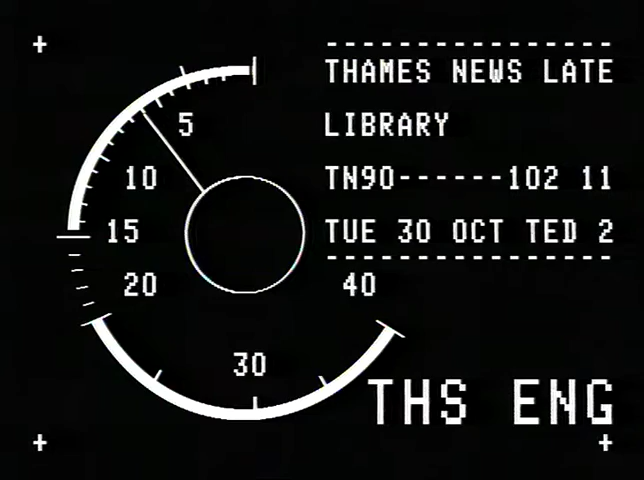 THAMES NEWS LATE
LIBRARY
TN90------102 11
TUE 30 OCT TED 2
5
10
15
20
30
40
THS ENG